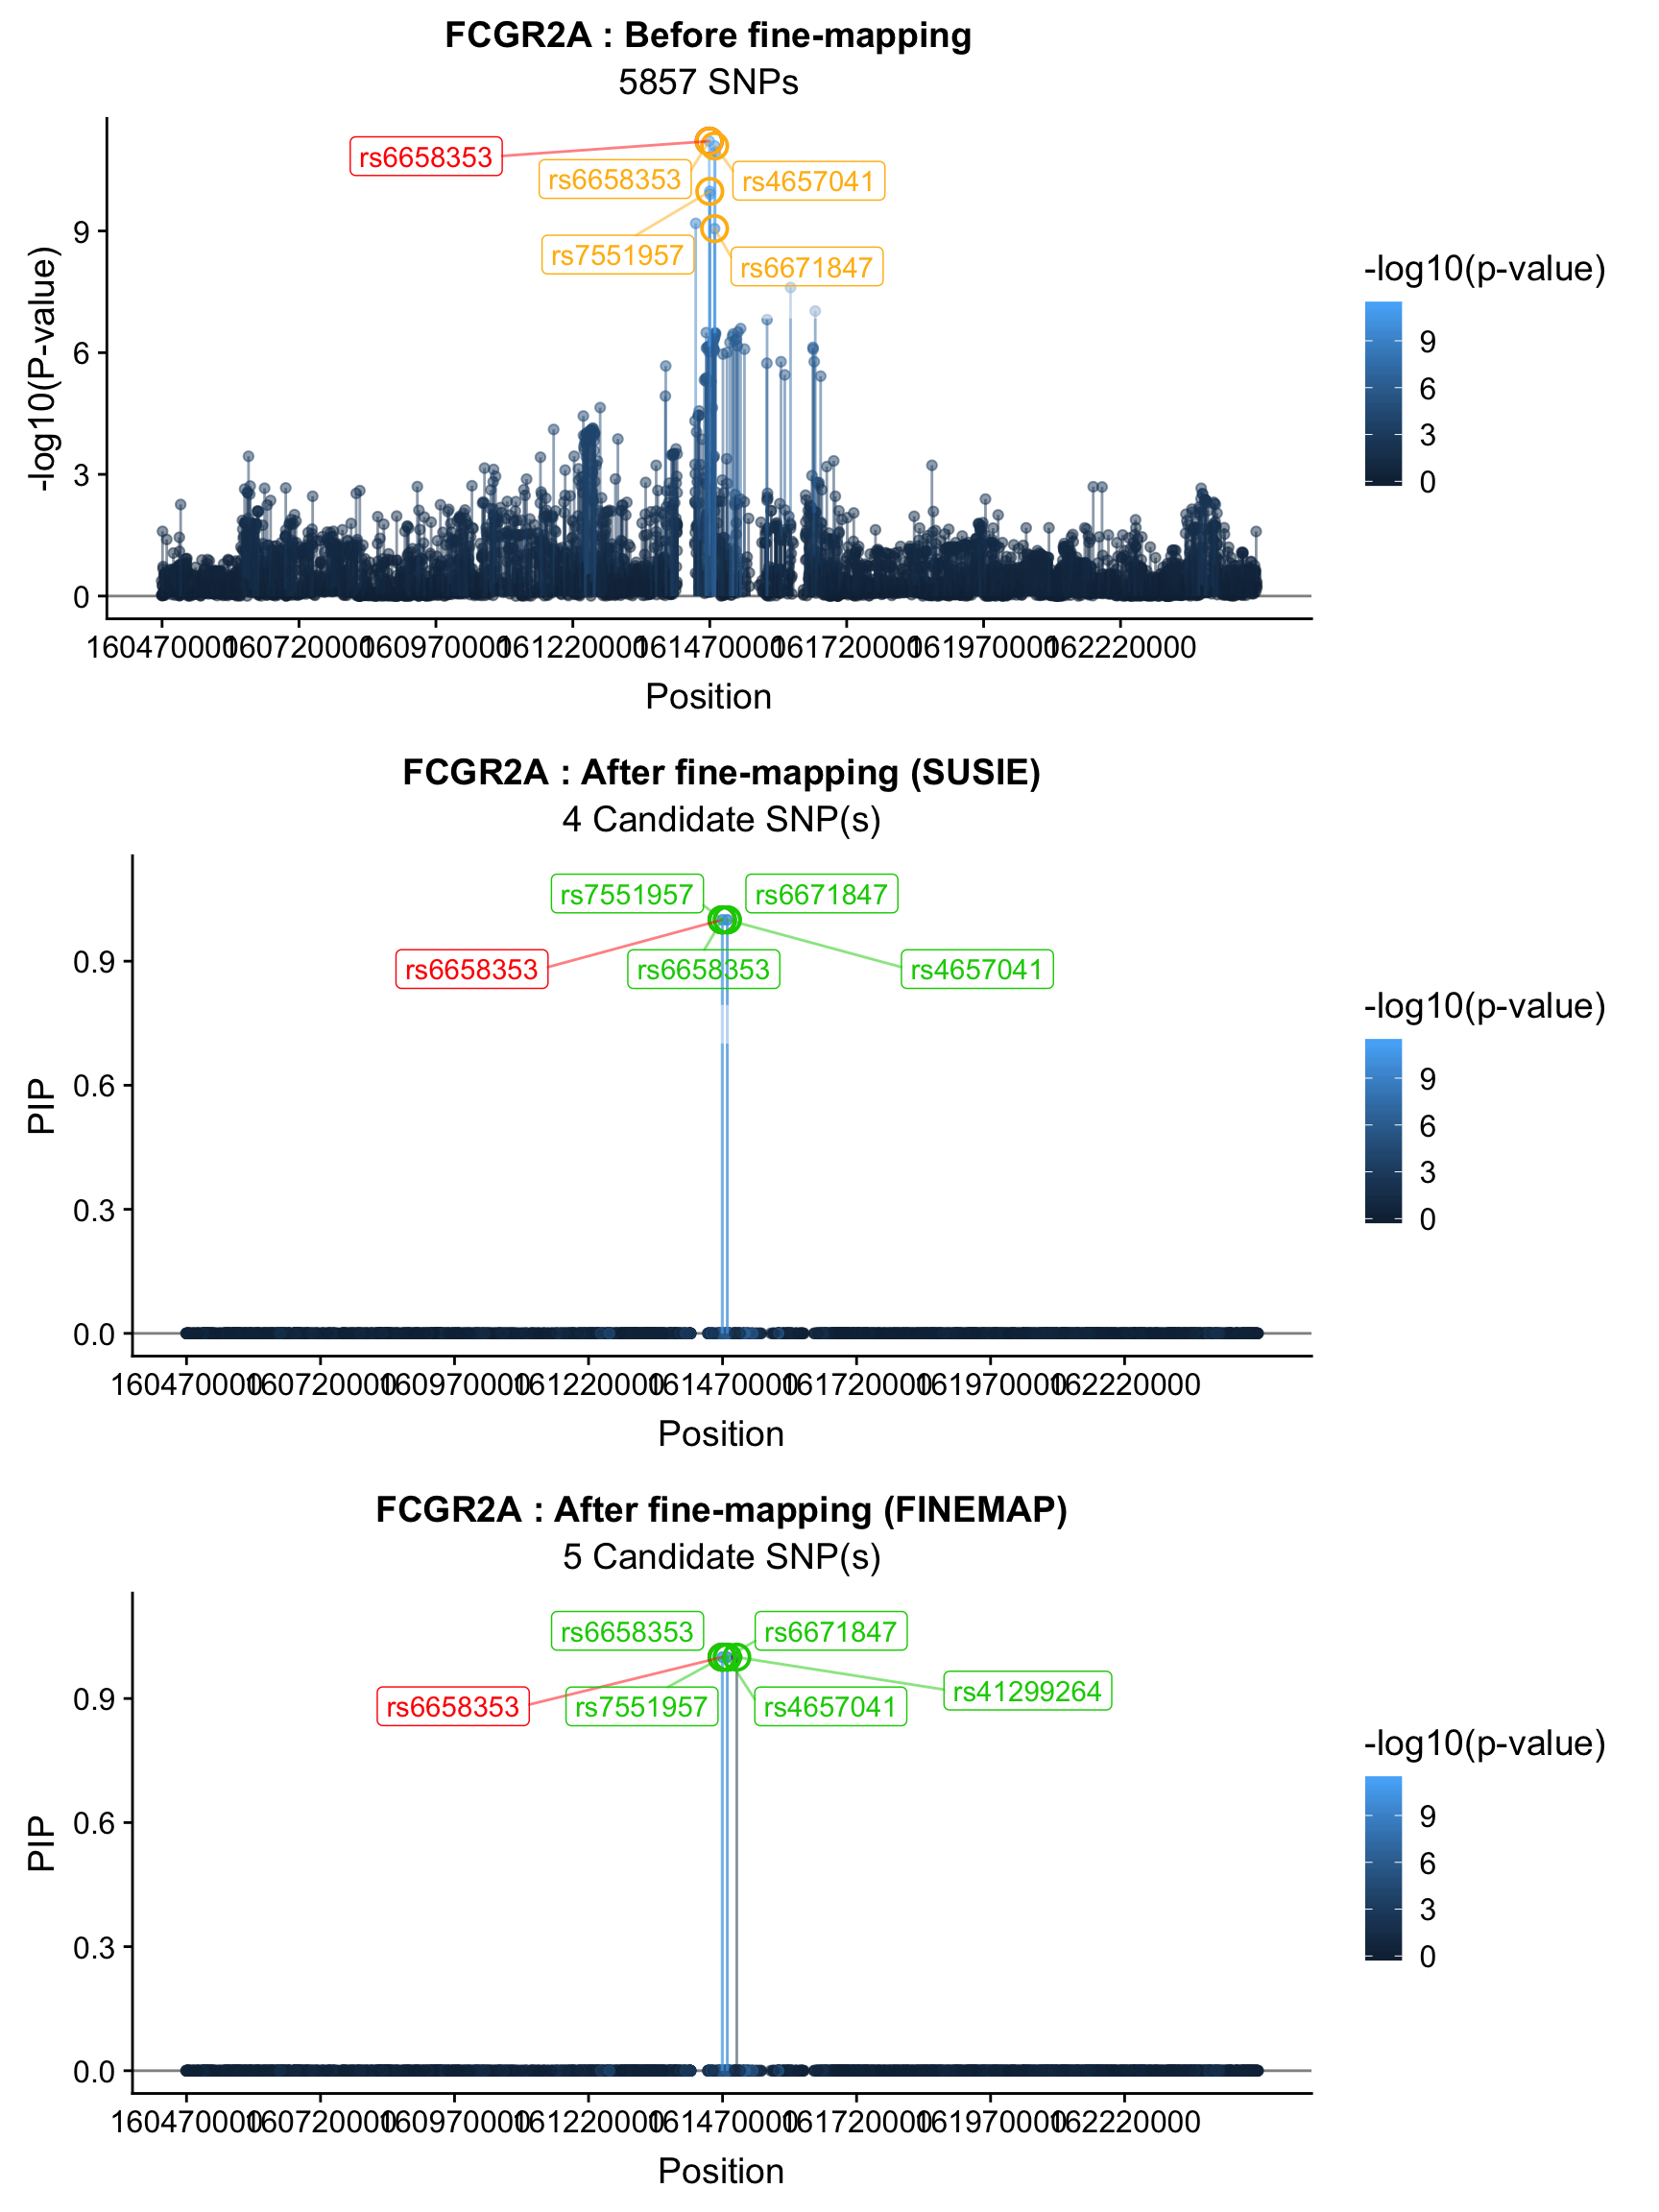 FCGR2A : Before fine-mapping
5857 SNPs
rs6658353
rs6658353
rs4657041
rs7551957
rs6671847
-log10(P-value)
9
6
3
0
160470000 160720000 160970000 161220000 161470000 161720000 161970000 162220000
Position
-log10(p-value)
9
6
3
0
FCGR2A : After fine-mapping (SUSIE)
4 Candidate SNP(s)
rs7551957
rs6671847
rs6658353
rs6658353
rs4657041
PIP
0.9
0.6
0.3
0.0
160470000 160720000 160970000 161220000 161470000 161720000 161970000 162220000
Position
-log10(p-value)
9
6
3
0
FCGR2A : After fine-mapping (FINEMAP)
5 Candidate SNP(s)
rs6658353
rs6671847
rs41299264
rs6658353
rs7551957
rs4657041
PIP
0.9
0.6
0.3
0.0
160470000 160720000 160970000 161220000 161470000 161720000 161970000 162220000
Position
-log10(p-value)
9
6
3
0